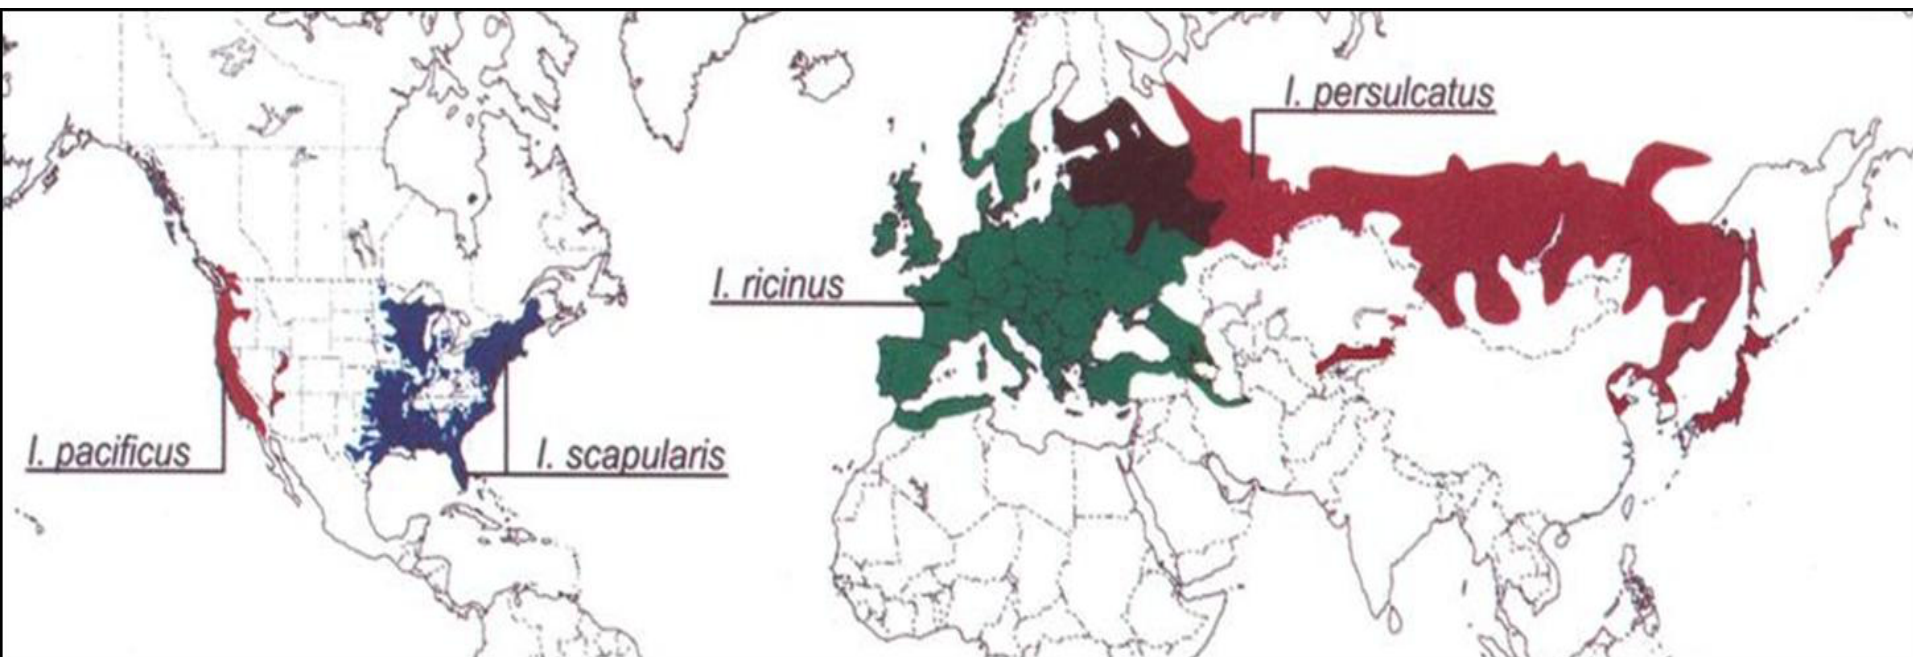 I. persulcatus
I. ricinus
I. pacificus
I. scapularis